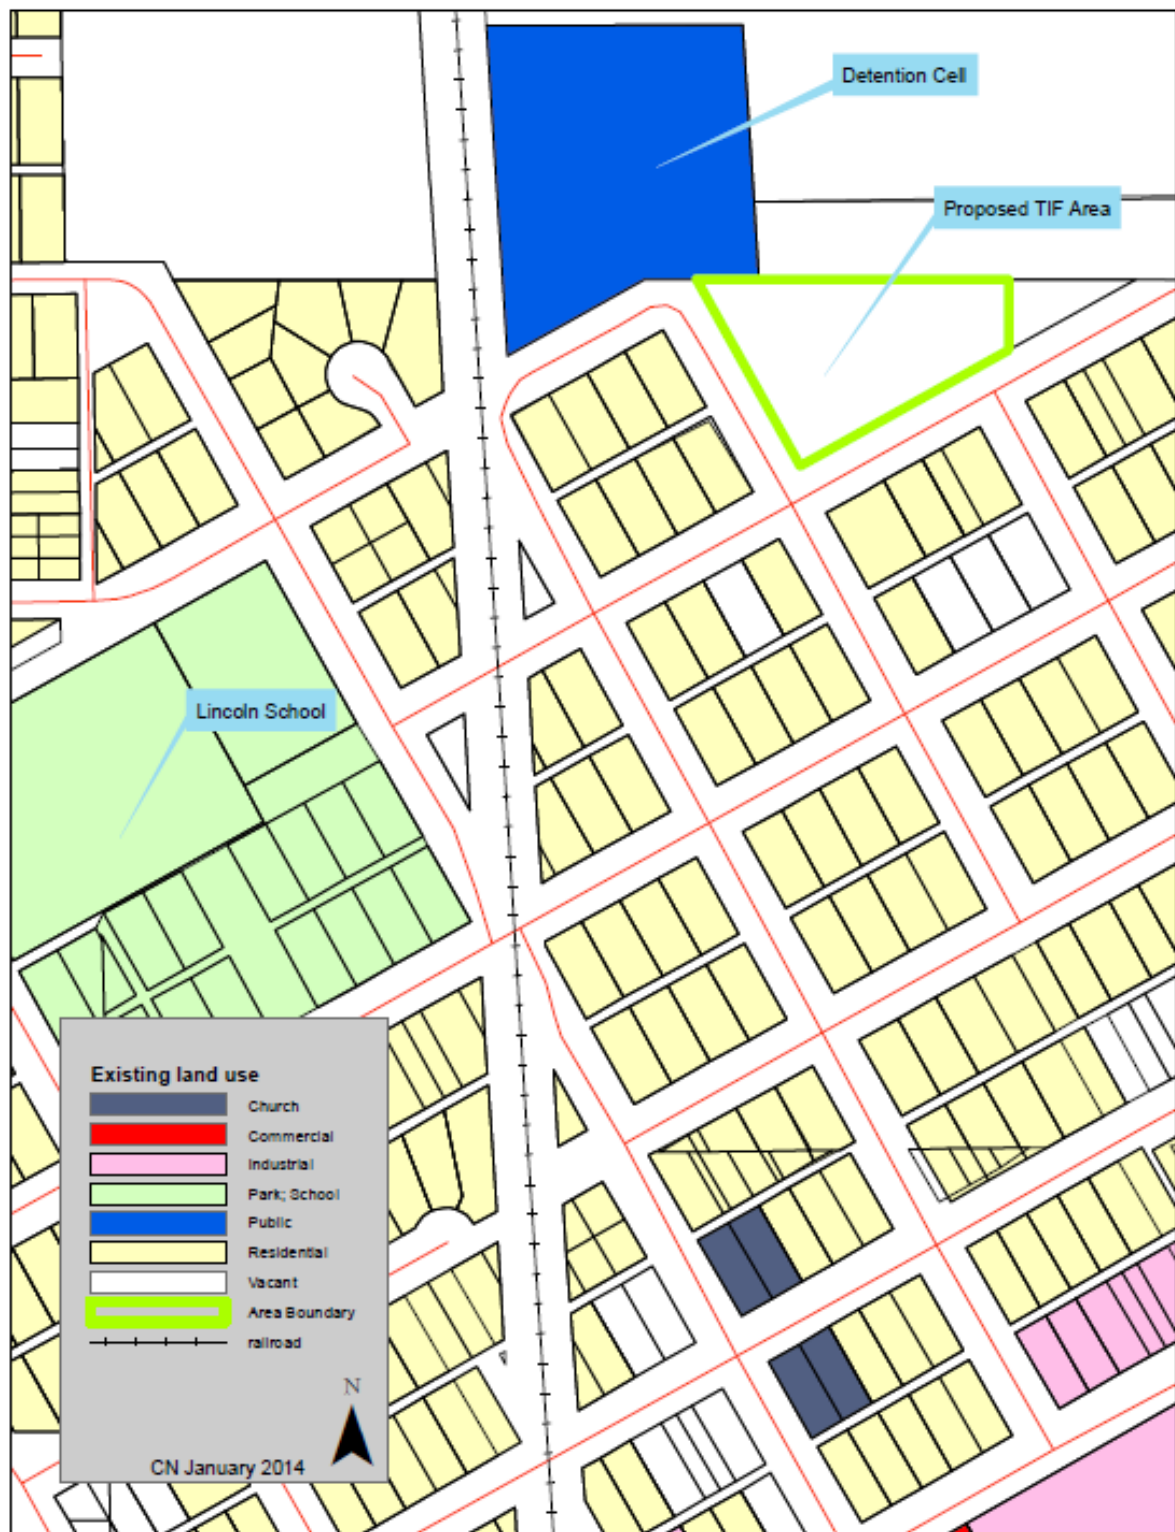 Detention Cell
Proposed TIF Area
Lincoln School
Existing land use
Church
Commercial
Industrial
Park; School
Public
Residential
Vacant
Area Boundary
railroad
N
CN January 2014